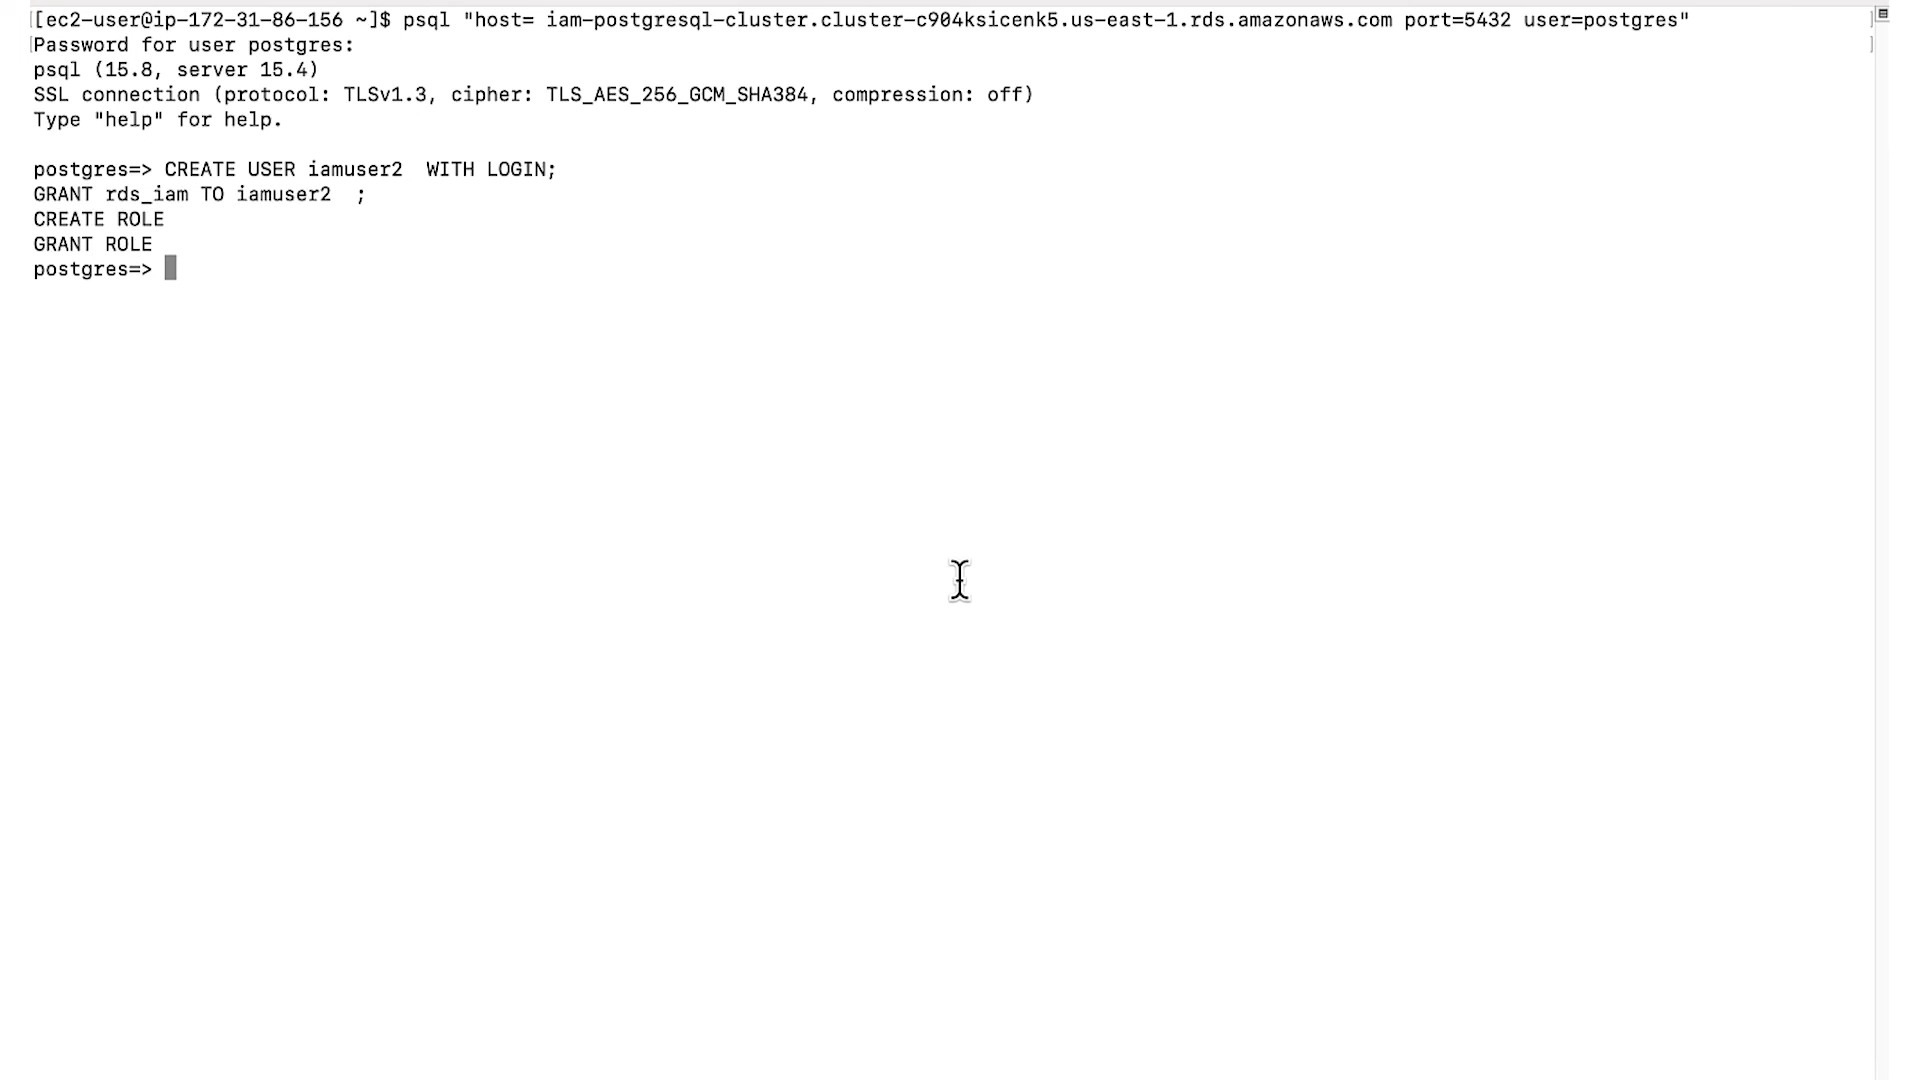 [ec2-user@ip-172-31-86-156 ~]$ psql "host= iam-postgresql-cluster.cluster-c904ksicenk5.us-east-1.rds.amazonaws.com port=5432 user=postgres"
Password for user postgres:
psql (15.8, server 15.4)
SSL connection (protocol: TLSv1.3, cipher: TLS_AES_256_GCM_SHA384, compression: off)
Type "help" for help.
postgres=> CREATE USER iamuser2  WITH LOGIN;
GRANT rds_iam TO iamuser2  ;
CREATE ROLE
GRANT ROLE
postgres=>